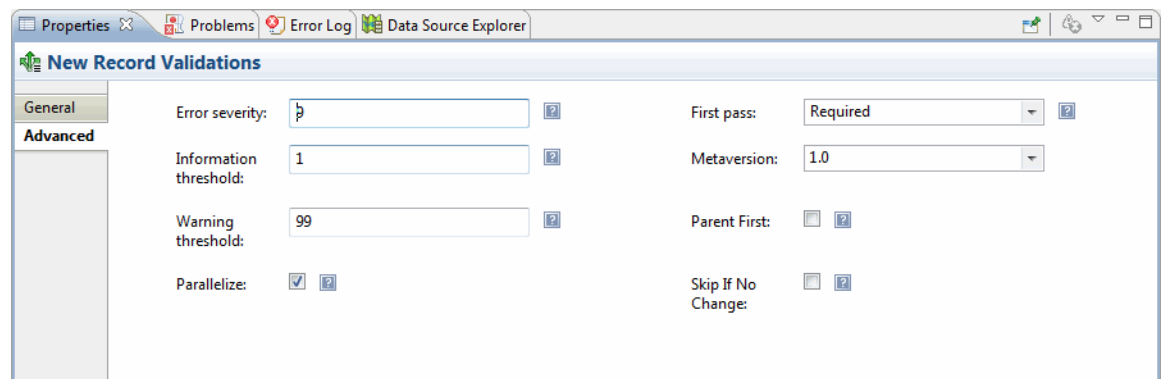 Properties Problems Error Log Data Source Explorer
New Record Validations
General
Advanced
Error severity:
First pass: Required
Information threshold: 1
Metaversion: 1.0
Warning threshold: 99
Parent First:
Parallelize:
Skip If No Change: